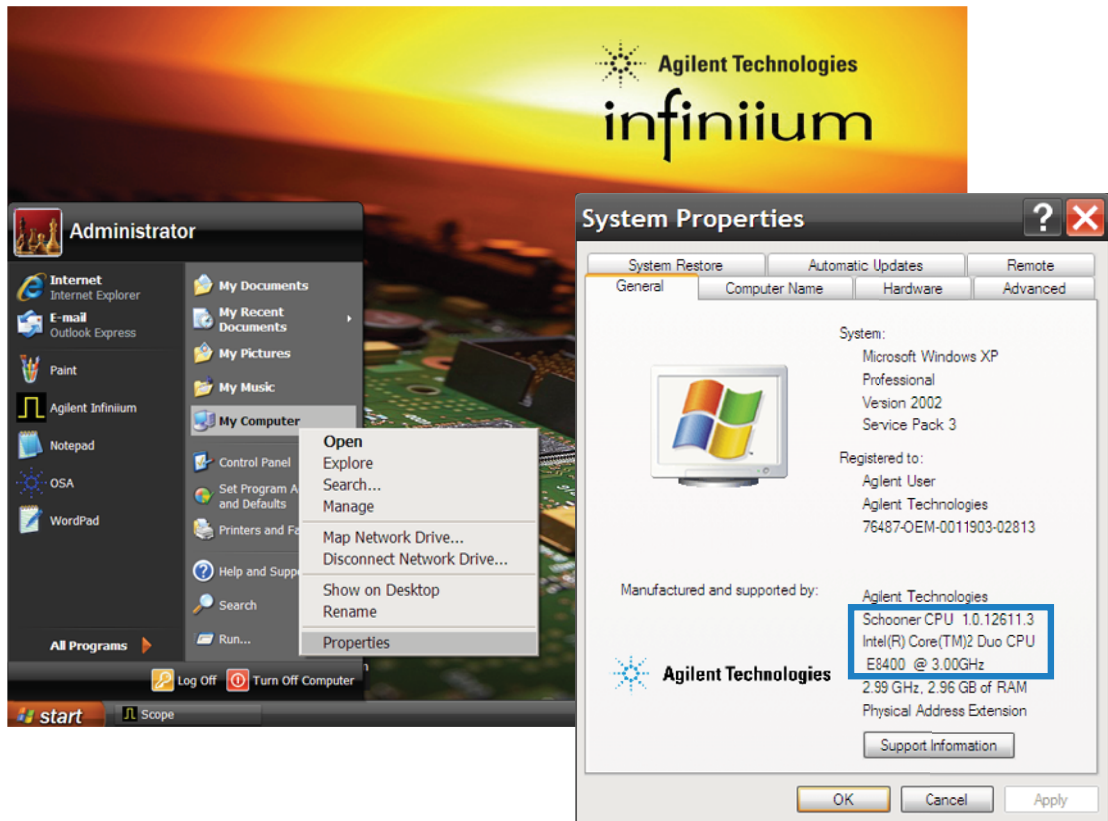 Agilent Technologies
infiniium
Administrator
Internet
Internet Explorer
E-mail
Outlook Express
Paint
Agilent Infiniium
Notepad
OSA
WordPad
All Programs
My Documents
My Recent
Documents
My Pictures
My Music
My Computer
Control Panel
Set Program A
and Defaults
Printers and Fa
Help and Suppo
Search
Run...
Log Off
Turn Off Computer
start
Scope
Open
Explore
Search...
Manage
Map Network Drive...
Disconnect Network Drive...
Show on Desktop
Rename
Properties
System Properties
?
System Restore
Automatic Updates
Remote
General
Computer Name
Hardware
Advanced
System:
Microsoft Windows XP
Professional
Version 2002
Service Pack 3
Registered to:
Aglent User
Agilent Technologies
76487-OEM-0011903-02813
Manufactured and supported by:
Agilent Technologies
Agilent Technologies
Schooner CPU 1.0.12611.3
Intel(R) Core(TM)2 Duo CPU
E8400 @ 3.00GHz
2.99 GHz, 2.96 GB of RAM
Physical Address Extension
Support Information
OK
Cancel
Apply